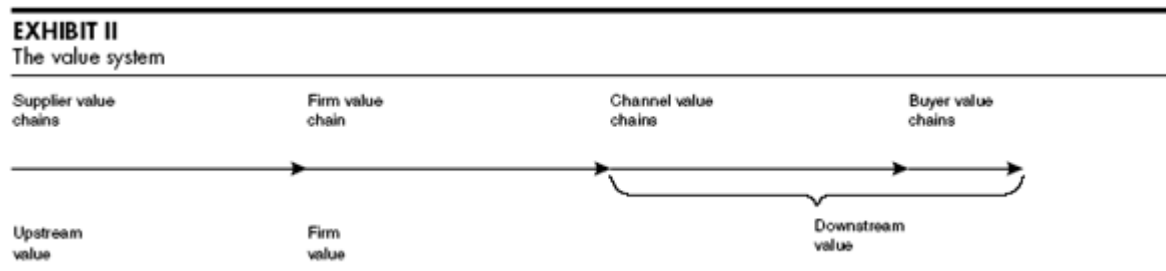 EXHIBIT II
The value system
Supplier value
chains
Firm value
chain
Channel value
chains
Buyer value
chains
Upstream
value
Firm
value
Downstream
value